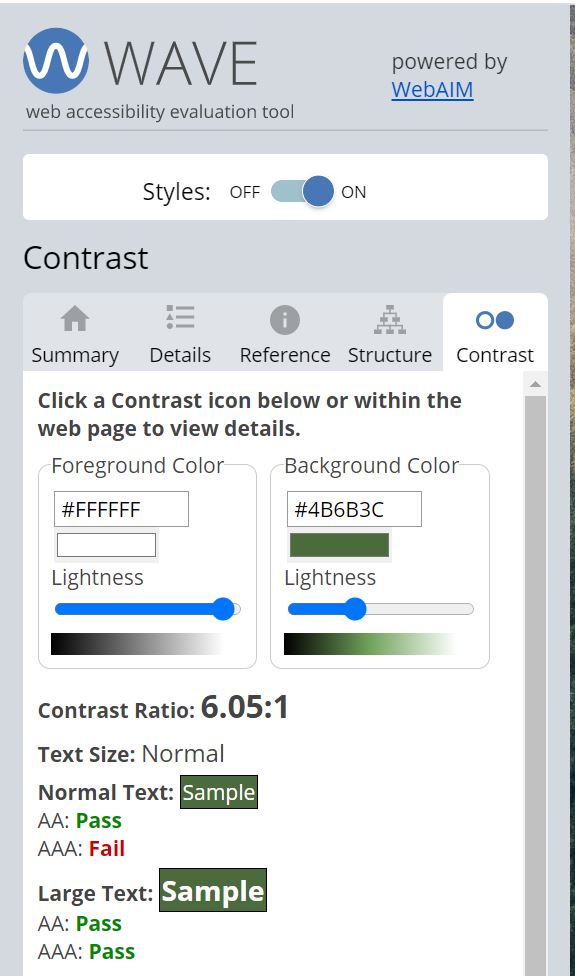 WAVE
powered by
WebAIM
web accessibility evaluation tool
Styles: OFF ON
Contrast
Summary Details Reference Structure Contrast
Click a Contrast icon below or within the
web page to view details.
Foreground Color Background Color
#FFFFFF #4B6B3C
Lightness Lightness
Contrast Ratio: 6.05:1
Text Size: Normal
Normal Text: Sample
AA: Pass
AAA: Fail
Large Text: Sample
AA: Pass
AAA: Pass